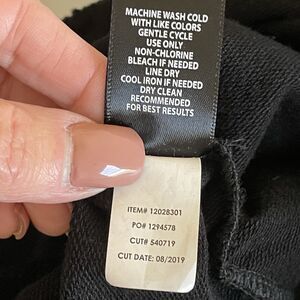 MACHINE WASH COLD
WITH LIKE COLORS
GENTLE CYCLE
USE ONLY
NON-CHLORINE
BLEACH IF NEEDED
LINE DRY
COOL IRON IF NEEDED
DRY CLEAN
RECOMMENDED
FOR BEST RESULTS
ITEM# 12028301
PO# 1294578
CUT# 540719
CUT DATE: 08/2019